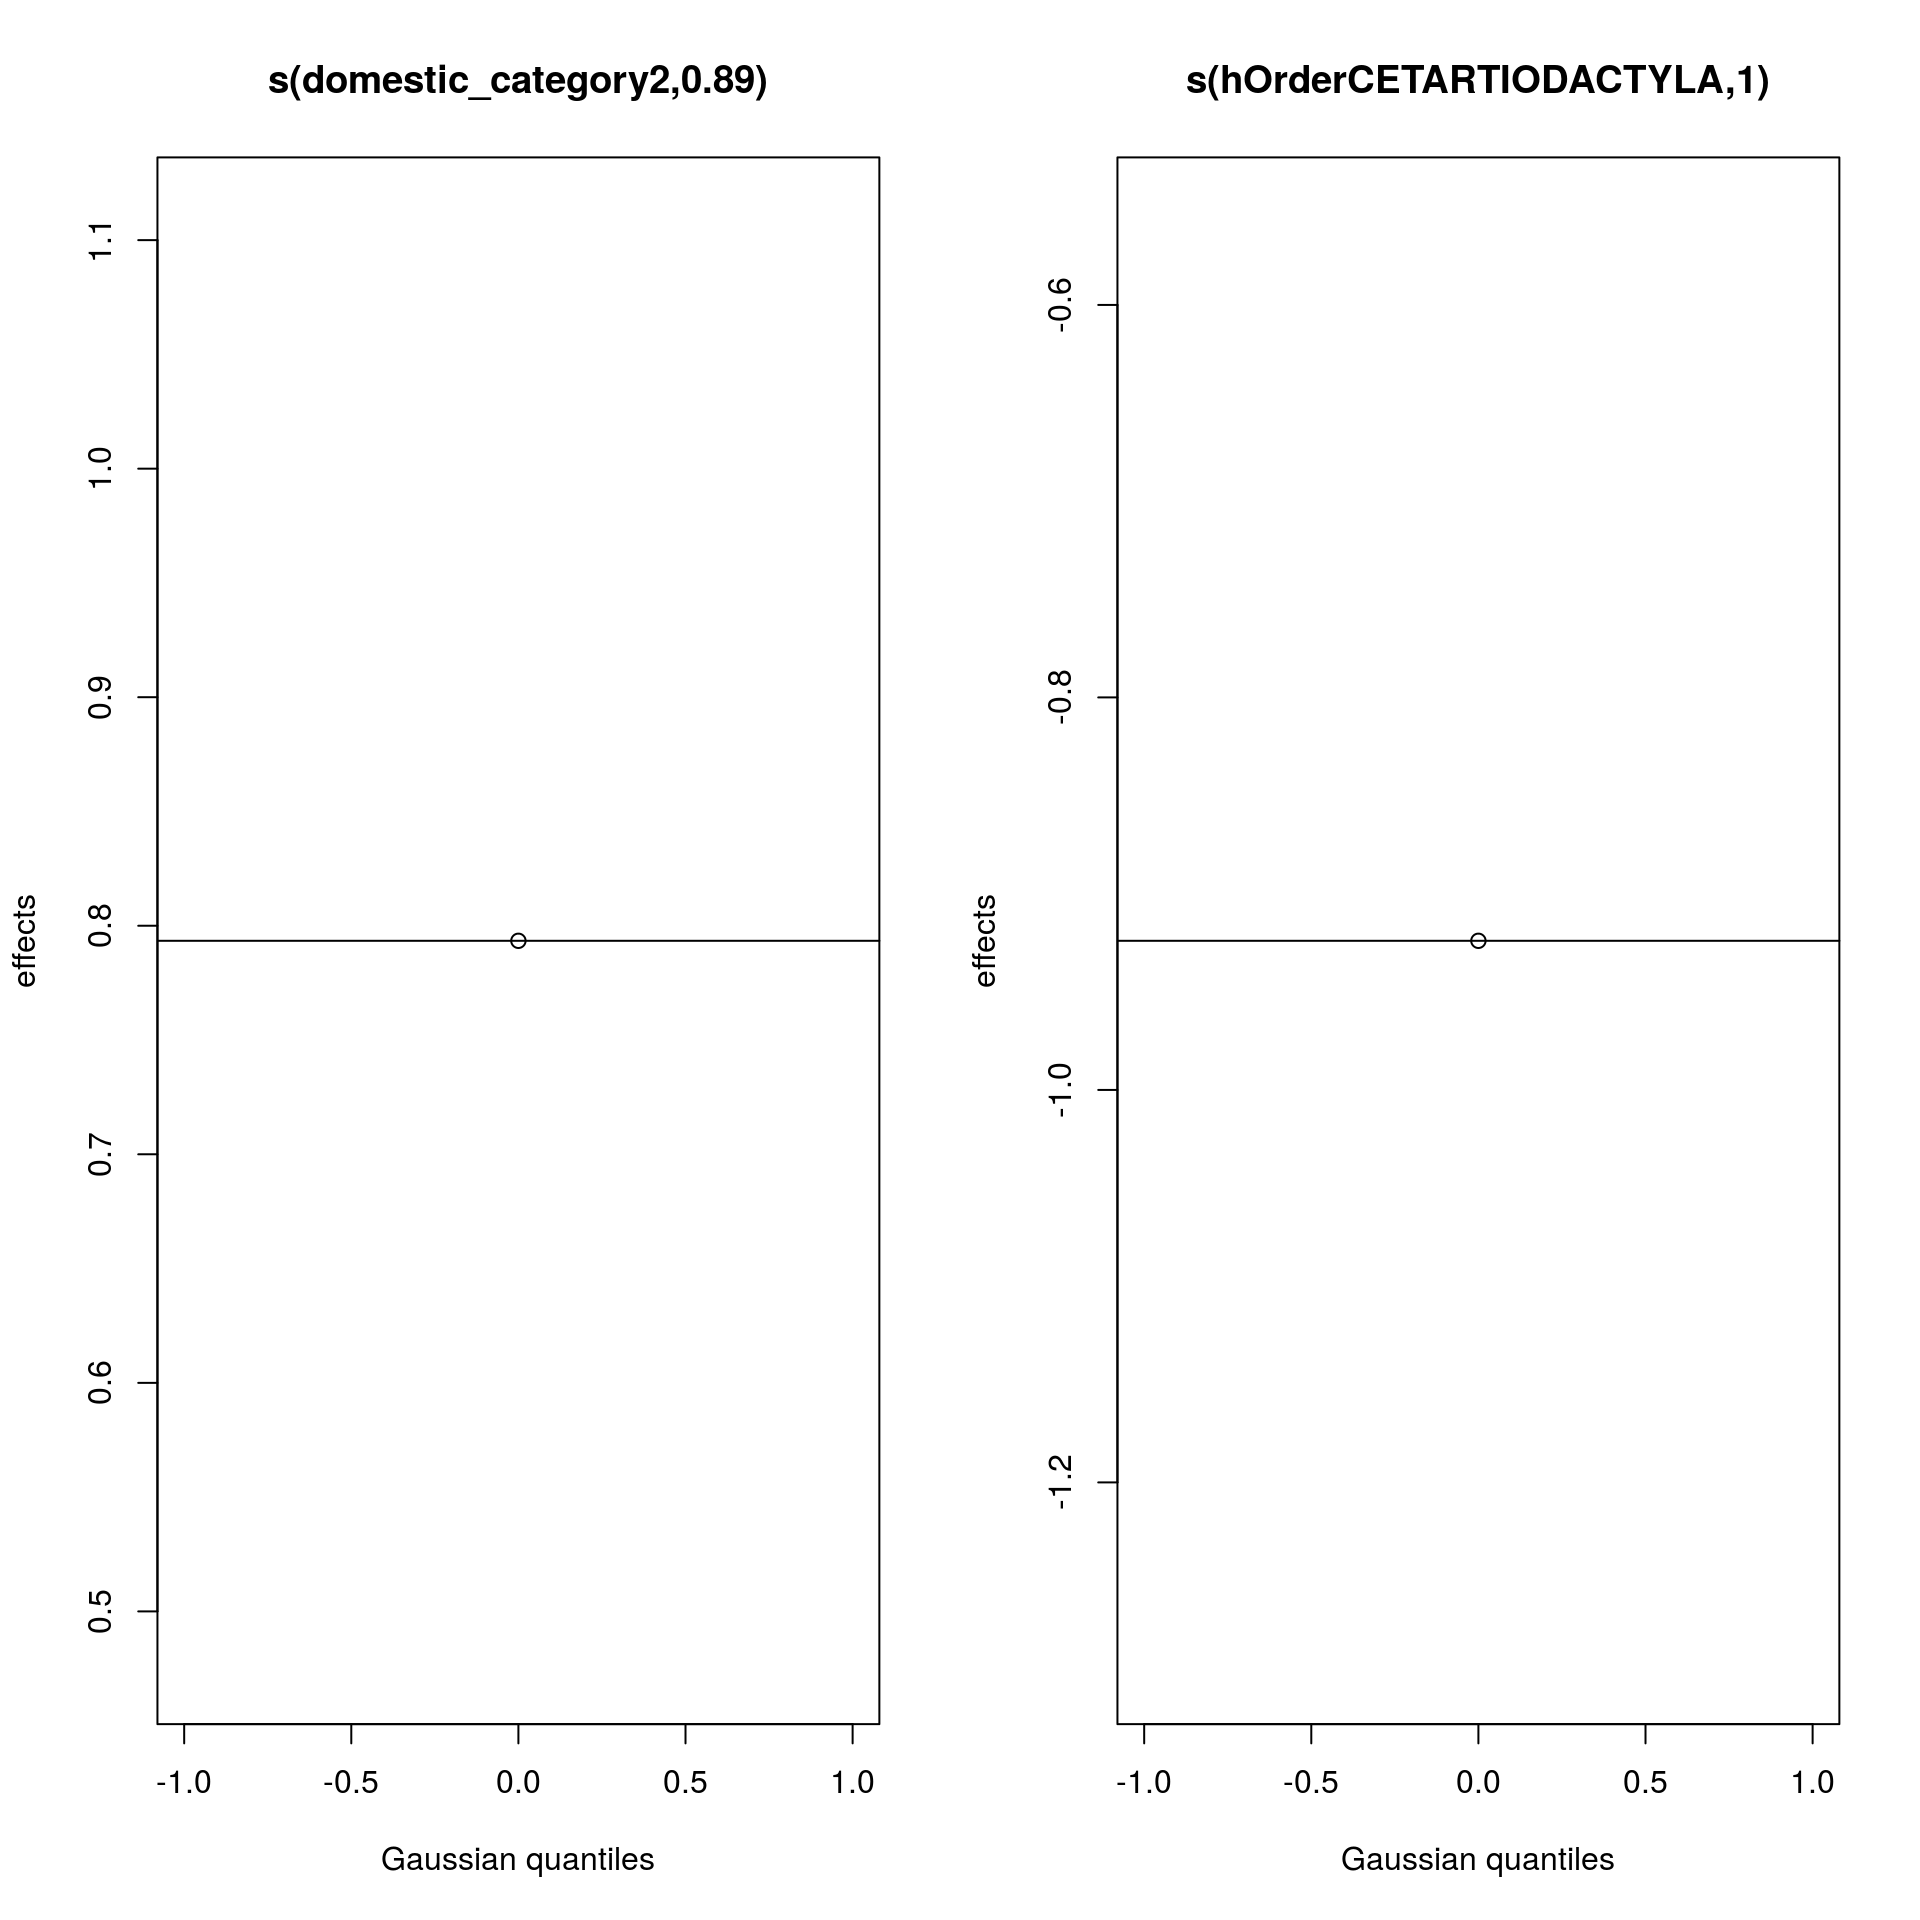 s(domestic_category2,0.89)
effects
1.1
1.0
0.9
0.8
0.7
0.6
0.5
-1.0 -0.5 0.0 0.5 1.0
Gaussian quantiles
s(hOrderCETARTIODACTYLA,1)
effects
-0.6
-0.8
-1.0
-1.2
-1.0 -0.5 0.0 0.5 1.0
Gaussian quantiles